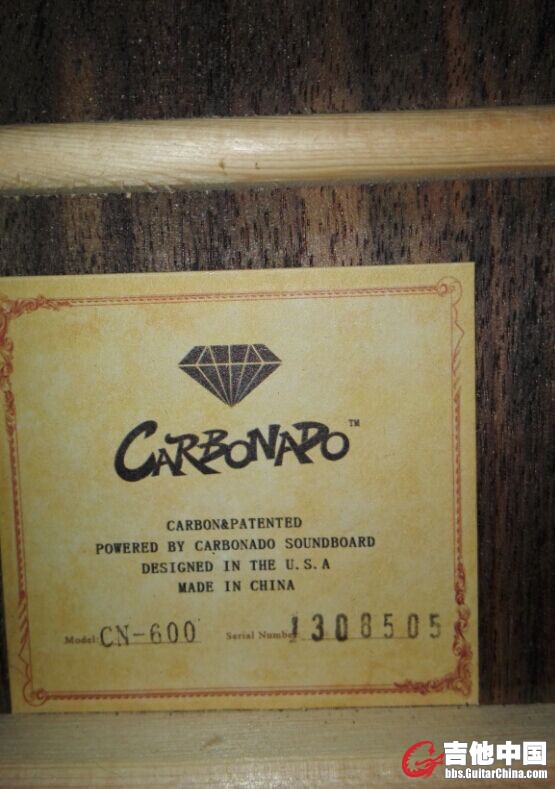 CARBONADO™
CARBON&PATENTED
POWERED BY CARBONADO SOUNDBOARD
DESIGNED IN THE U.S.A
MADE IN CHINA
Model: CN-600 Serial Number 1308505
吉他中国
bbs.GuitarChina.com